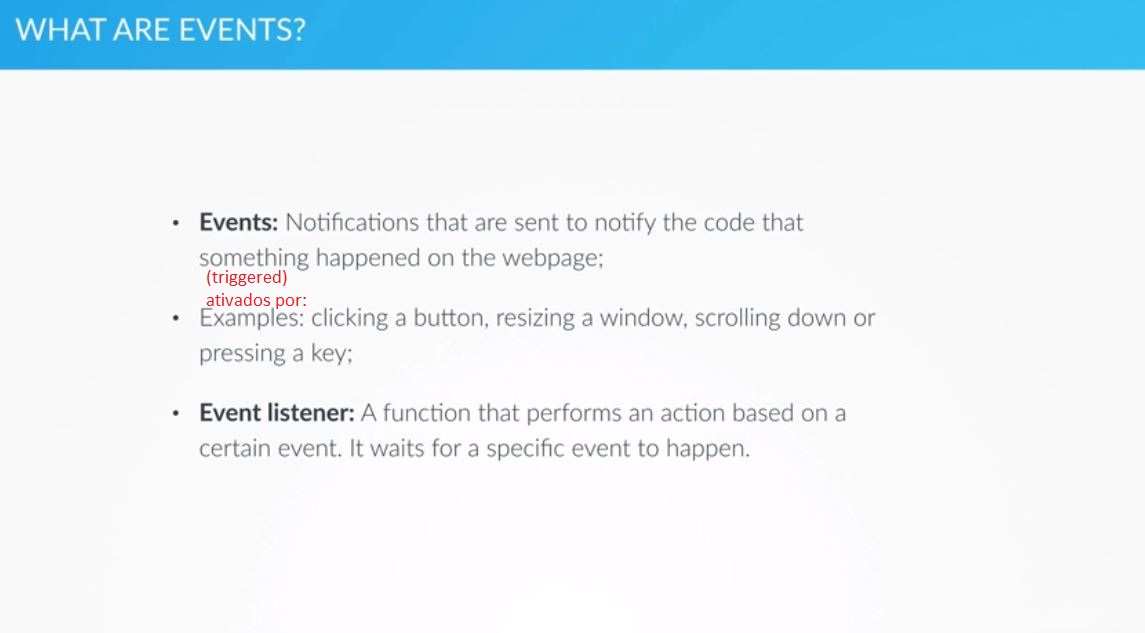 WHAT ARE EVENTS?
• Events: Notifications that are sent to notify the code that
something happened on the webpage;
(triggered)
ativados por:
• Examples: clicking a button, resizing a window, scrolling down or
pressing a key;
• Event listener: A function that performs an action based on a
certain event. It waits for a specific event to happen.